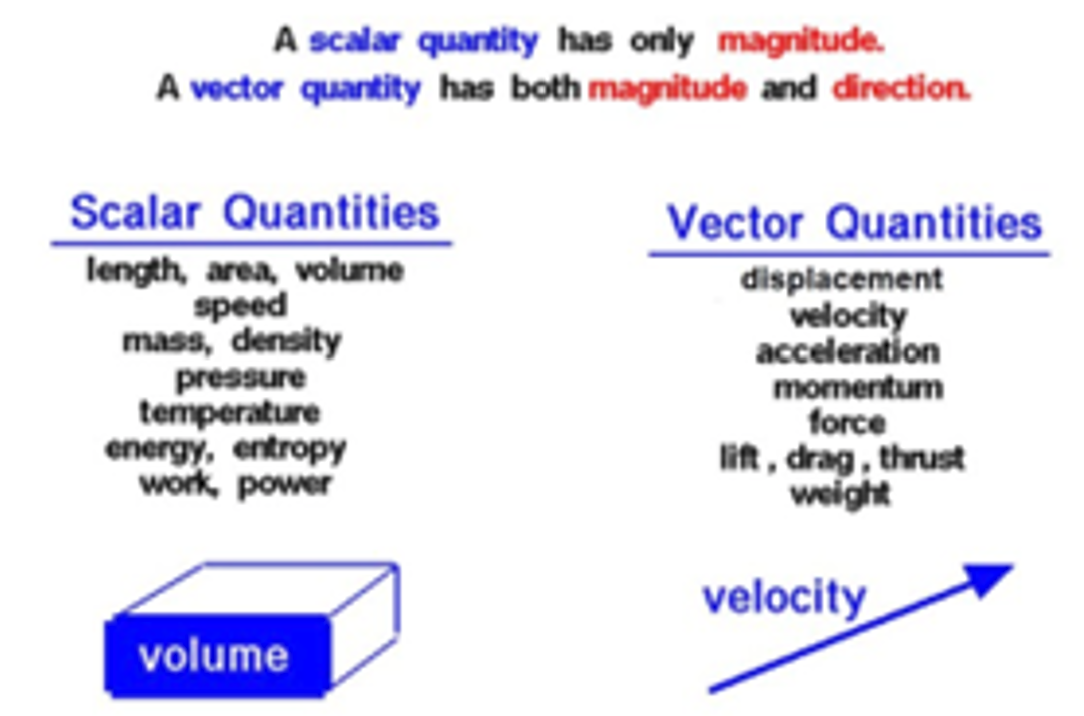 A scalar quantity has only magnitude.
A vector quantity has both magnitude and direction.
Scalar Quantities
length, area, volume
speed
mass, density
pressure
temperature
energy, entropy
work, power
volume
Vector Quantities
displacement
velocity
acceleration
momentum
force
lift , drag , thrust
weight
velocity